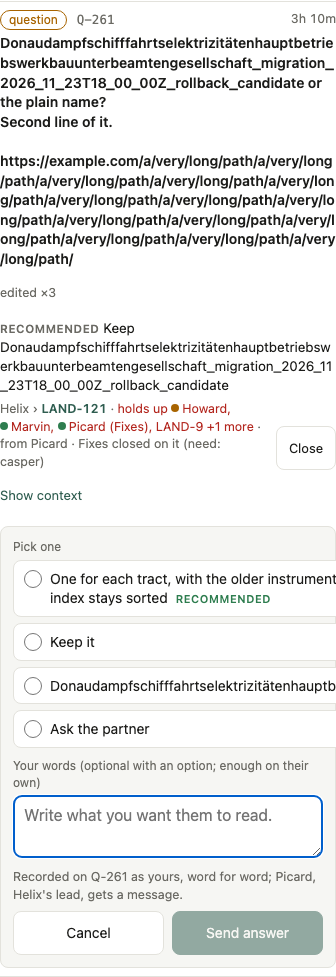 question Q-261 3h 10m
Donaudampfschifffahrtselektrizitätenhauptbetrie
bswerkbauunterbeamtengesellschaft_migration_
2026_11_23T18_00_00Z_rollback_candidate or
the plain name?
Second line of it.
https://example.com/a/very/long/path/a/very/long
/path/a/very/long/path/a/very/long/path/a/very/lon
g/path/a/very/long/path/a/very/long/path/a/very/lo
ng/path/a/very/long/path/a/very/long/path/a/very/l
ong/path/a/very/long/path/a/very/long/path/a/very
/long/path/
edited ×3
RECOMMENDED Keep
Donaudampfschifffahrtselektrizitätenhauptbetriebsw
erkbauunterbeamtengesellschaft_migration_2026_11
_23T18_00_00Z_rollback_candidate
Helix › LAND-121 · holds up Howard,
Marvin, Picard (Fixes), LAND-9 +1 more ·
from Picard · Fixes closed on it (need:
casper)
Close
Show context
Pick one
One for each tract, with the older instrument
index stays sorted RECOMMENDED
Keep it
Donaudampfschifffahrtselektrizitätenhauptb
Ask the partner
Your words (optional with an option; enough on their
own)
Write what you want them to read.
Recorded on Q-261 as yours, word for word; Picard,
Helix's lead, gets a message.
Cancel
Send answer